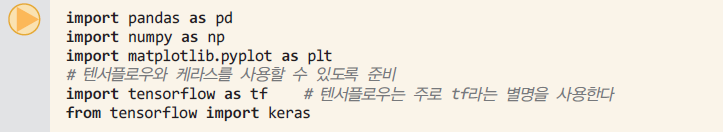 import pandas as pd
import numpy as np
import matplotlib.pyplot as plt
# 텐서플로우와 케라스를 사용할 수 있도록 준비
import tensorflow as tf    # 텐서플로우는 주로 tf라는 별명을 사용한다
from tensorflow import keras